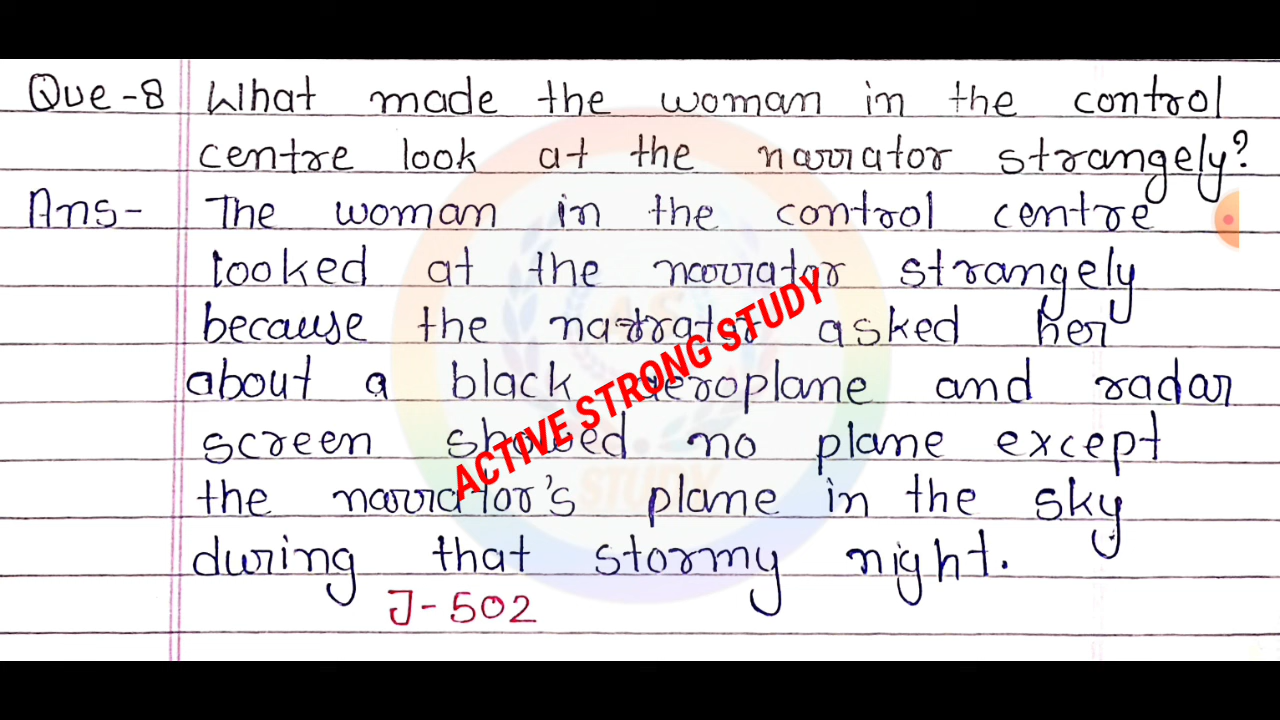 Que-8 What made the woman in the control
centre look at the narrator strangely?
Ans- The woman in the control centre
looked at the narrator strangely
because the narrator asked her
about a black aeroplane and radar
screen showed no plane except
the narrator's plane in the sky
during that stormy night.
J-502
ACTIVE STRONG STUDY
STUDY